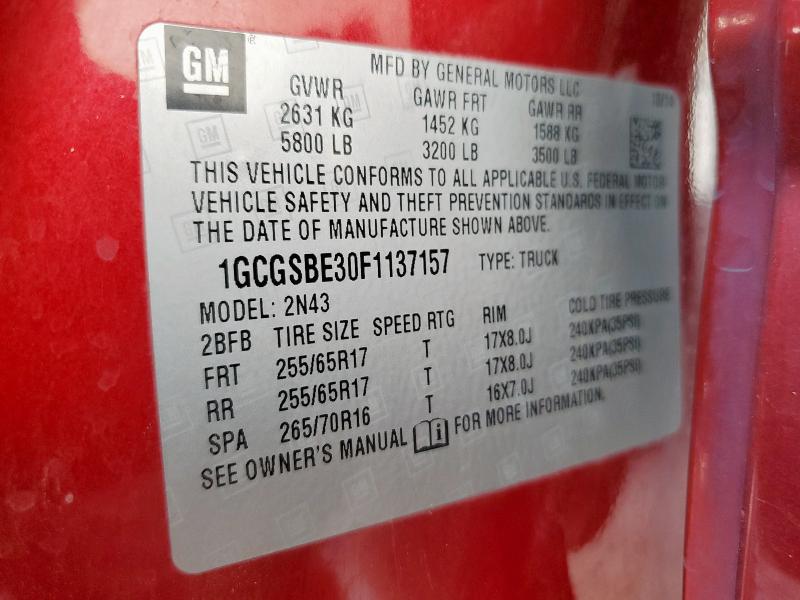 GM
MFD BY GENERAL MOTORS LLC
GVWR GAWR FRT GAWR RR
2631 KG 1452 KG 1588 KG
5800 LB 3200 LB 3500 LB
THIS VEHICLE CONFORMS TO ALL APPLICABLE U.S. FEDERAL MOTOR
VEHICLE SAFETY AND THEFT PREVENTION STANDARDS IN EFFECT ON
THE DATE OF MANUFACTURE SHOWN ABOVE.
1GCGSBE30F1137157 TYPE: TRUCK
MODEL: 2N43
2BFB TIRE SIZE SPEED RTG RIM COLD TIRE PRESSURE
FRT 255/65R17 T 17X8.0J 240KPA(35PSI)
RR 255/65R17 T 17X8.0J 240KPA(35PSI)
SPA 265/70R16 T 16X7.0J 240KPA(35PSI)
SEE OWNER'S MANUAL FOR MORE INFORMATION.